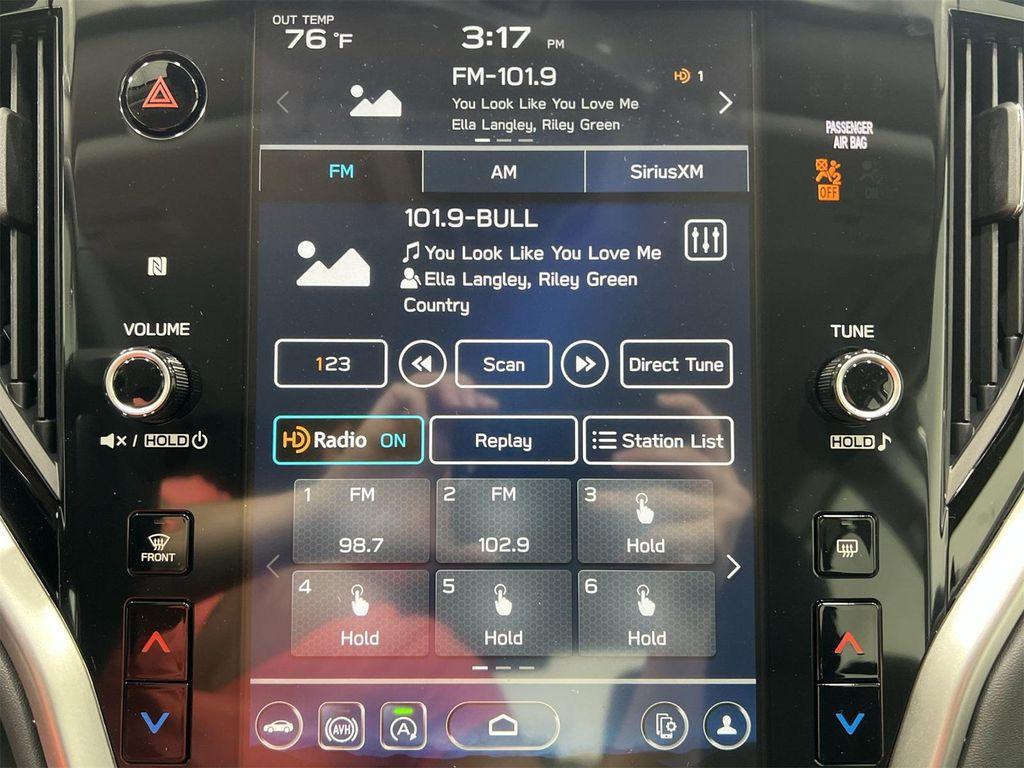 OUT TEMP
76 °F
3:17 PM
FM-101.9
HD 1
You Look Like You Love Me
Ella Langley, Riley Green
PASSENGER
AIR BAG
2
OFF
FM AM SiriusXM
101.9-BULL
You Look Like You Love Me
Ella Langley, Riley Green
Country
N
VOLUME
TUNE
123 Scan Direct Tune
/ HOLD
HOLD
HD Radio ON Replay Station List
1 FM
98.7
2 FM
102.9
3
Hold
4
Hold
5
Hold
6
Hold
FRONT
AVH
A